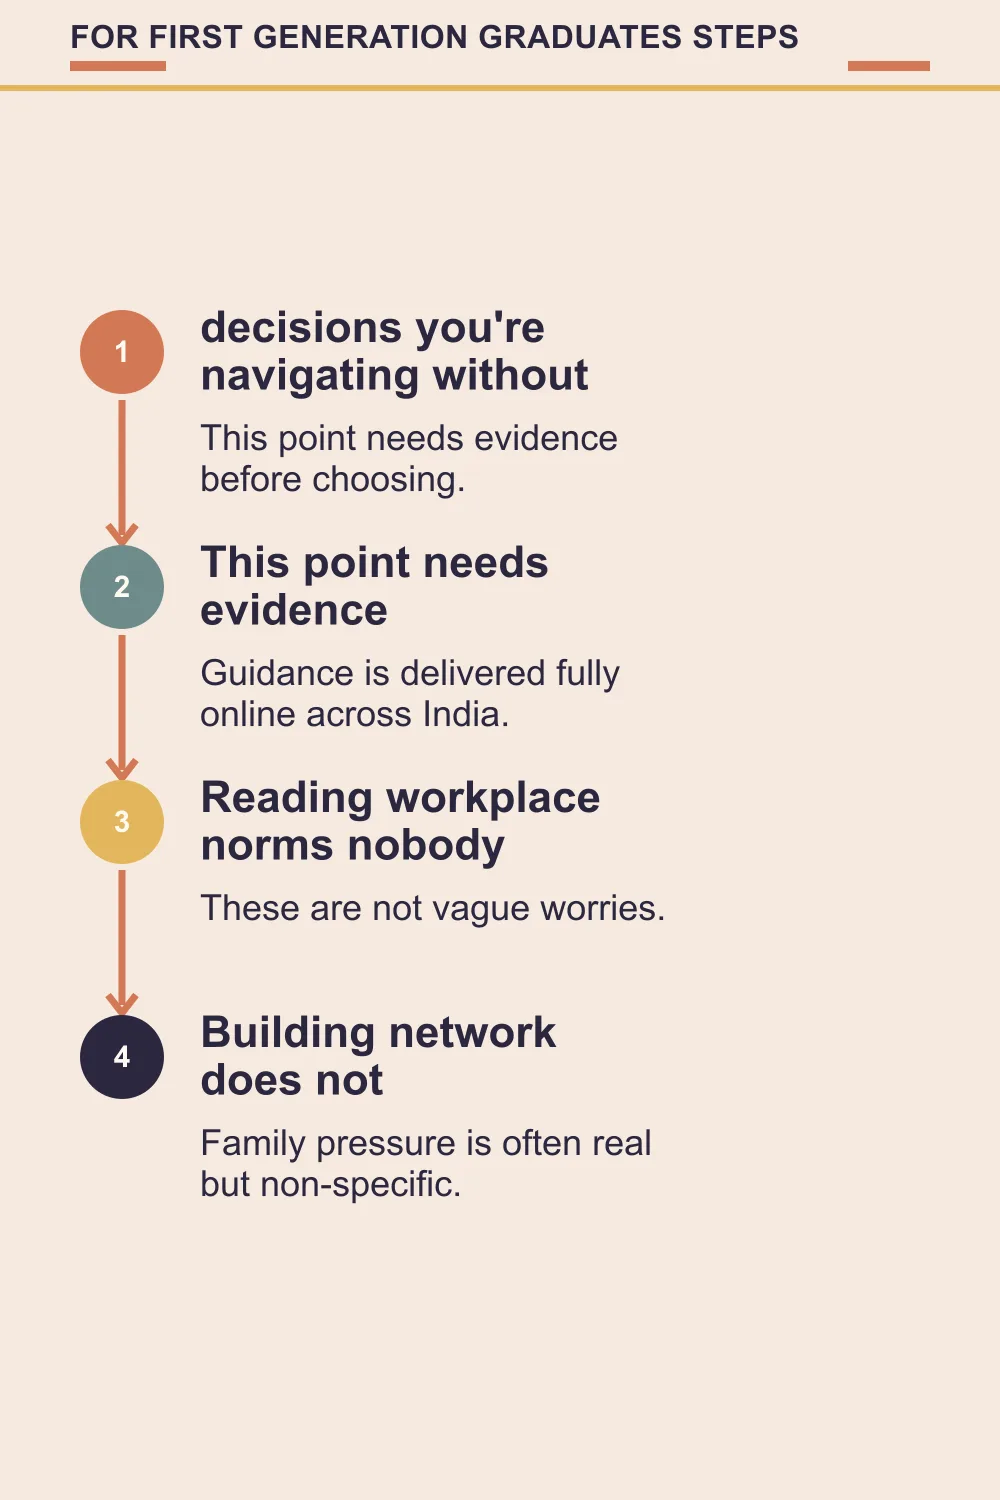 FOR FIRST GENERATION GRADUATES STEPS
1
decisions you're
navigating without
This point needs evidence
before choosing.
2
This point needs
evidence
Guidance is delivered fully
online across India.
3
Reading workplace
norms nobody
These are not vague worries.
4
Building network
does not
Family pressure is often real
but non-specific.